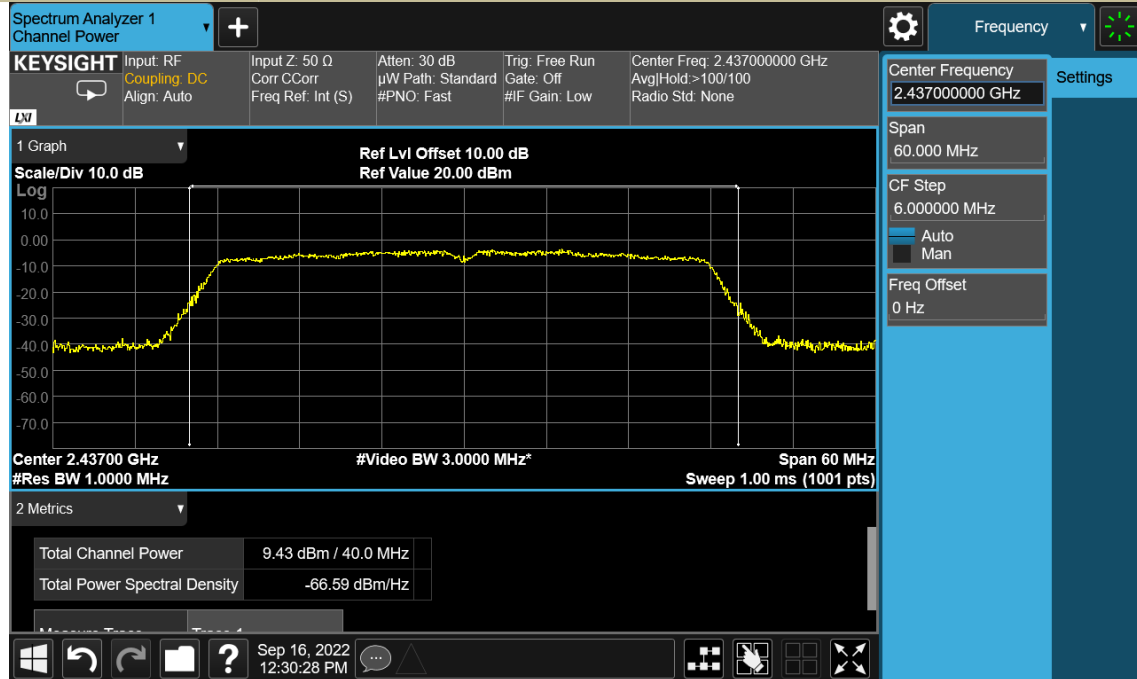 Spectrum Analyzer 1
Channel Power
Frequency
KEYSIGHT
Input: RF
Coupling: DC
Align: Auto
Input Z: 50 Ω
Corr CCorr
Freq Ref: Int (S)
Atten: 30 dB
µW Path: Standard
#PNO: Fast
Trig: Free Run
Gate: Off
#IF Gain: Low
Center Freq: 2.437000000 GHz
Avg|Hold:>100/100
Radio Std: None
LXI
Center Frequency
2.437000000 GHz
Settings
Span
60.000 MHz
CF Step
6.000000 MHz
Auto
Man
Freq Offset
0 Hz
1 Graph
Scale/Div 10.0 dB
Ref Lvl Offset 10.00 dB
Ref Value 20.00 dBm
Log
10.0
0.00
-10.0
-20.0
-30.0
-40.0
-50.0
-60.0
-70.0
Center 2.43700 GHz
#Video BW 3.0000 MHz*
Span 60 MHz
#Res BW 1.0000 MHz
Sweep 1.00 ms (1001 pts)
2 Metrics
Total Channel Power 9.43 dBm / 40.0 MHz
Total Power Spectral Density -66.59 dBm/Hz
Sep 16, 2022
12:30:28 PM